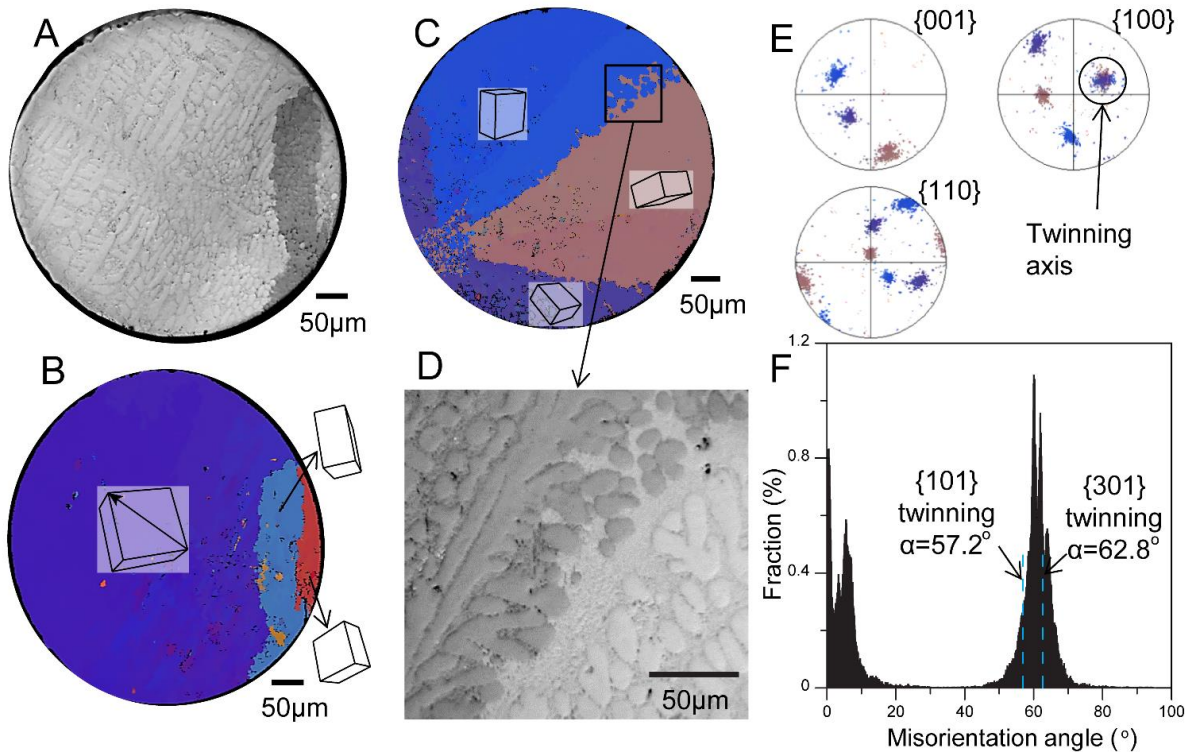 A
50μm
B
50μm
C
50μm
D
50μm
E
{001}
{100}
{110}
Twinning
axis
F
1.2
0.8
0.4
0
Fraction (%)
{101}
twinning
α=57.2°
{301}
twinning
α=62.8°
0
20
40
60
80
100
Misorientation angle (°)